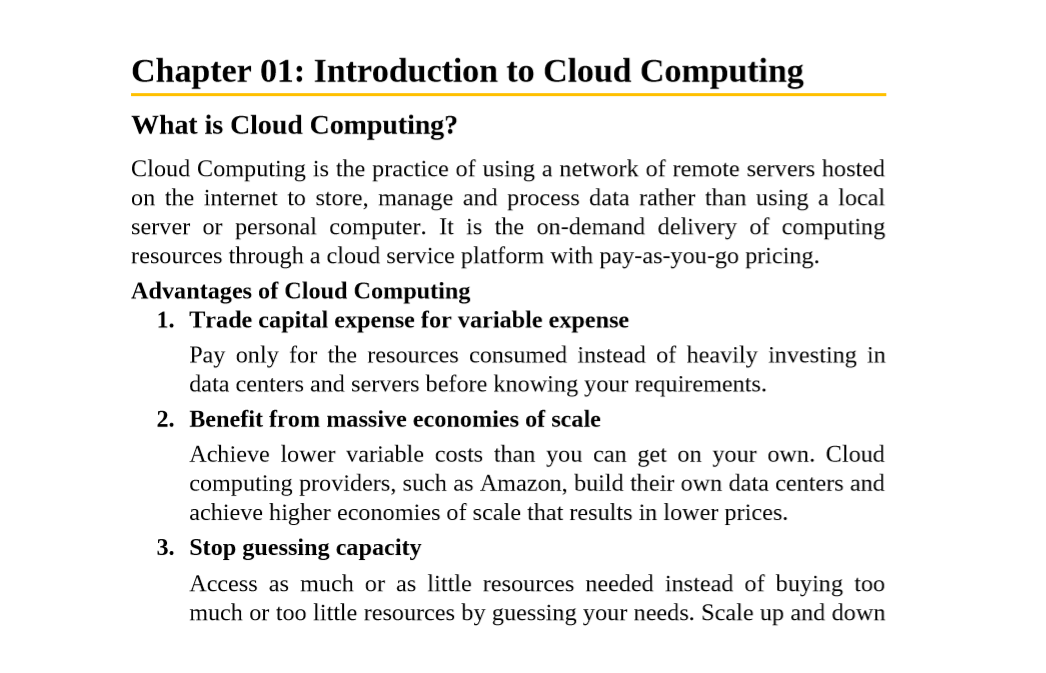 Chapter 01: Introduction to Cloud Computing
What is Cloud Computing?
Cloud Computing is the practice of using a network of remote servers hosted
on the internet to store, manage and process data rather than using a local
server or personal computer. It is the on-demand delivery of computing
resources through a cloud service platform with pay-as-you-go pricing.
Advantages of Cloud Computing
1. Trade capital expense for variable expense
Pay only for the resources consumed instead of heavily investing in
data centers and servers before knowing your requirements.
2. Benefit from massive economies of scale
Achieve lower variable costs than you can get on your own. Cloud
computing providers, such as Amazon, build their own data centers and
achieve higher economies of scale that results in lower prices.
3. Stop guessing capacity
Access as much or as little resources needed instead of buying too
much or too little resources by guessing your needs. Scale up and down